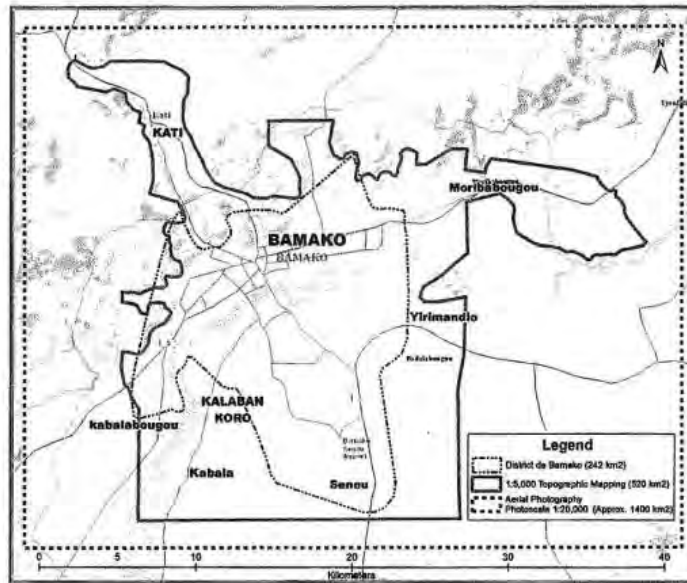 N
Kati
KATI
Moribabougou
BAMAKO
BAMAKO
Yirimandio
KALABAN
KORO
kabalabougou
Kabala
Senou
Legend
District de Bamako (242 km2)
1:5,000 Topographic Mapping (520 km2)
Aerial Photography
Photoscale 1:20,000 (Approx. 1400 km2)
0 5 10 20 30 40
Kilometers